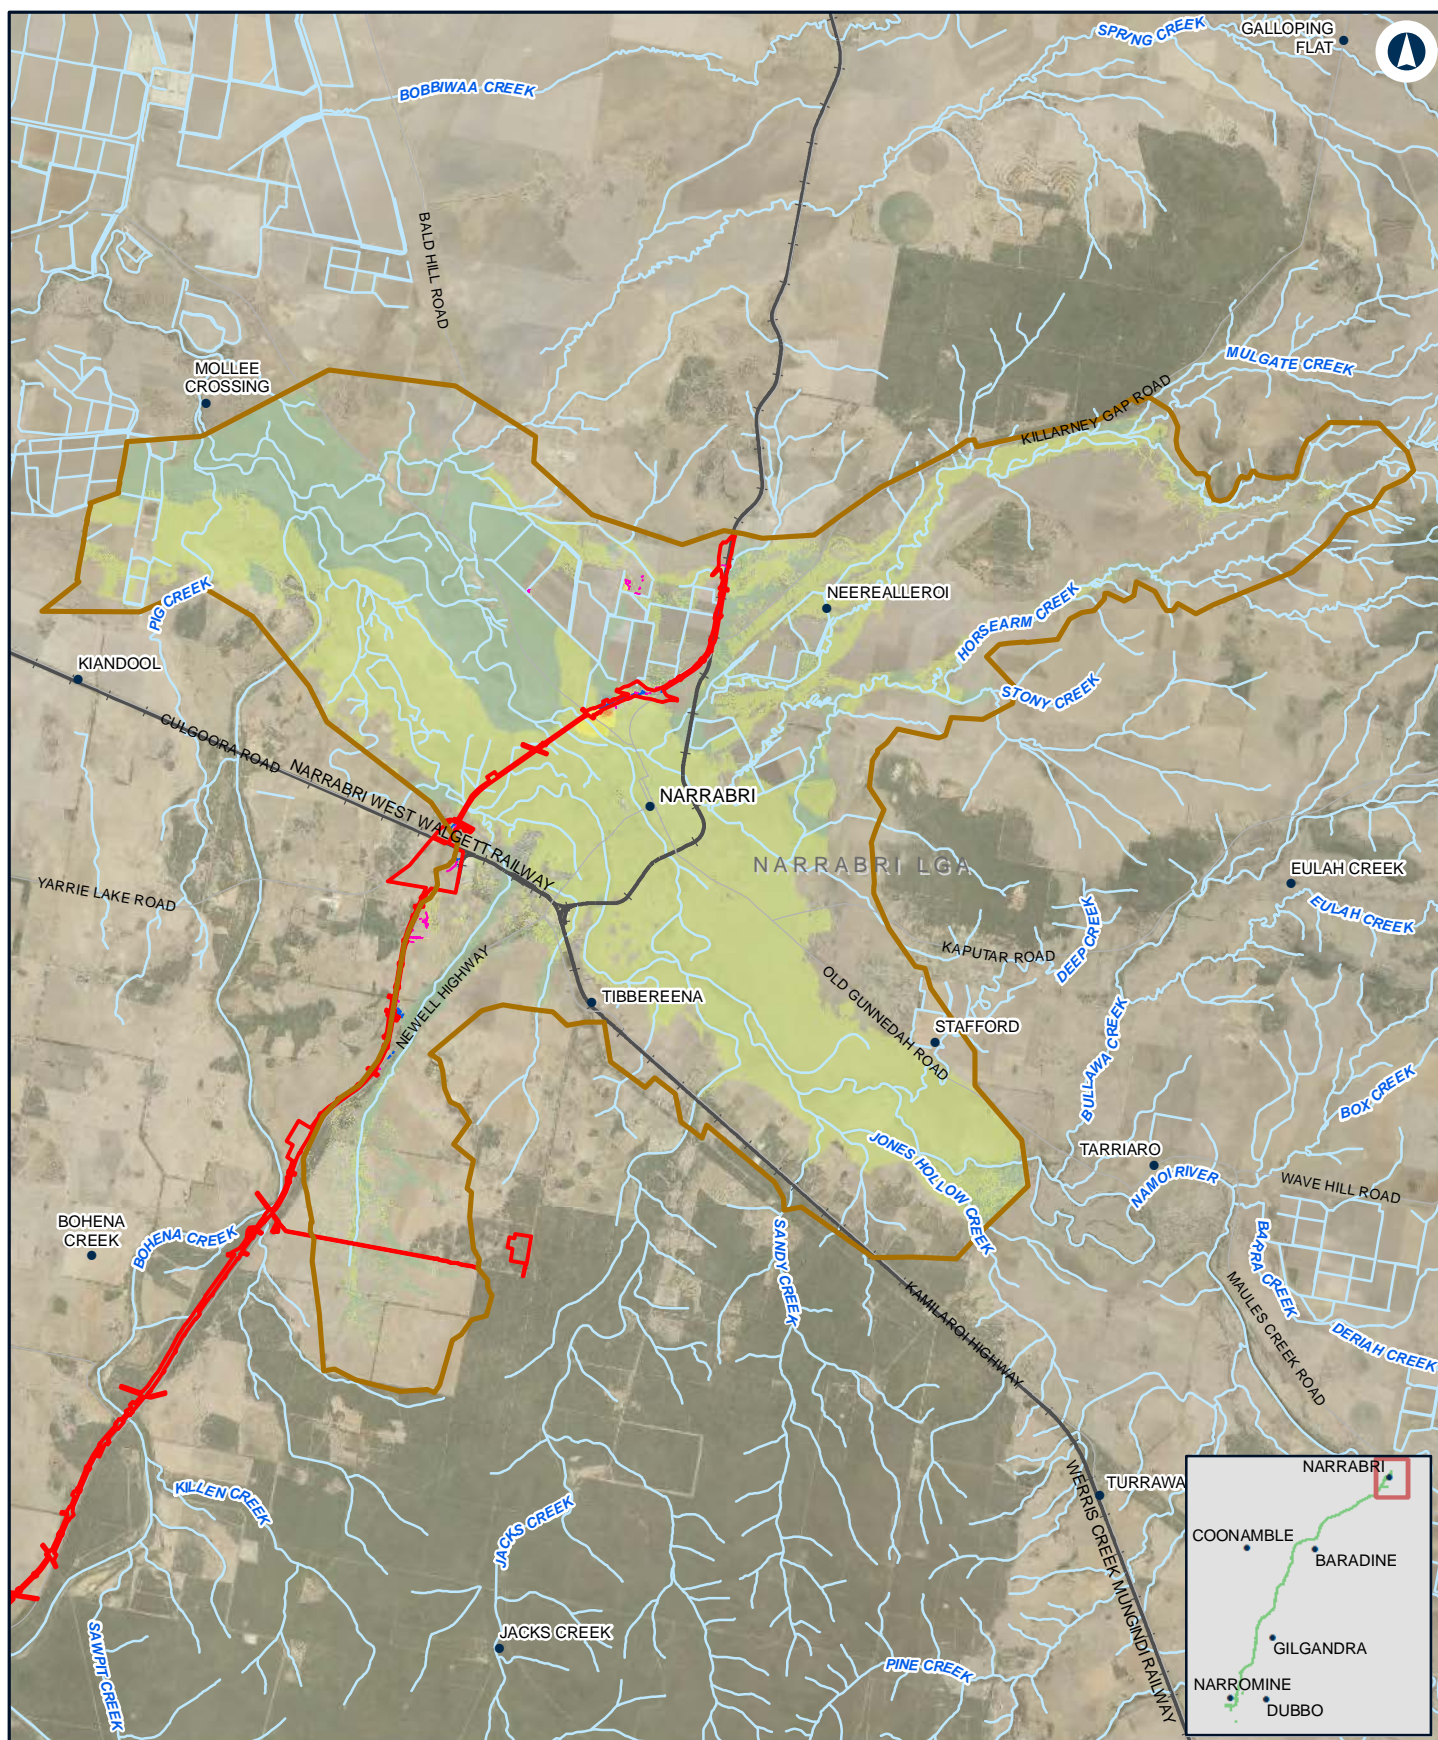 GALLOPING
FLAT
SPRING CREEK
BOBBIWAA CREEK
BALD HILL ROAD
MOLLEE
CROSSING
MULGATE CREEK
KILLARNEY GAP ROAD
PIG CREEK
NEEREALLEROI
HORSEARM CREEK
KIANDOOL
STONY CREEK
CULGOORA ROAD
NARRABRI WEST WALGETT RAILWAY
NARRABRI
NARRABRI LGA
EULAH CREEK
YARRIE LAKE ROAD
EULAH CREEK
DEEP CREEK
KAPUTAR ROAD
NEWELL HIGHWAY
TIBBEREENA
OLD GUNNEDAH ROAD
STAFFORD
BULLAWA CREEK
BOX CREEK
JONES HOLLOW CREEK
TARRIARO
NAMOI RIVER
WAVE HILL ROAD
BOHENA
CREEK
BOHENA CREEK
SANDY CREEK
BARRA CREEK
MAULES CREEK ROAD
DERIAH CREEK
KAMILAROI HIGHWAY
KILLEN CREEK
JACKS CREEK
TURRAWA
WERRIS CREEK MUNGINDI RAILWAY
JACKS CREEK
SAWPIT CREEK
PINE CREEK
NARRABRI
COONAMBLE
BARADINE
GILGANDRA
NARROMINE
DUBBO